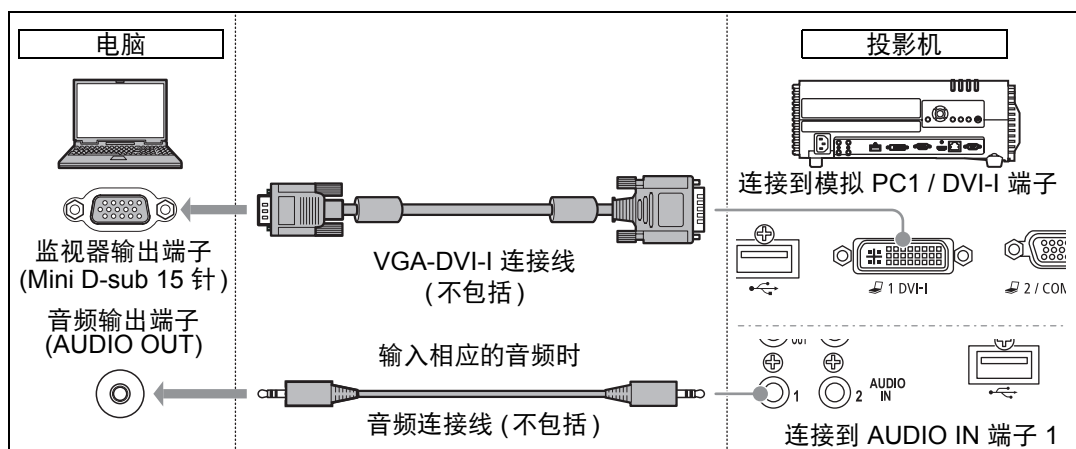 电脑
投影机
连接到模拟 PC1 / DVI-I 端子
监视器输出端子
(Mini D-sub 15 针)
VGA-DVI-I 连接线
(不包括)
1 DVI-I
2 / COM
音频输出端子
(AUDIO OUT)
输入相应的音频时
OUT
1
2
AUDIO
IN
音频连接线 (不包括)
连接到 AUDIO IN 端子 1